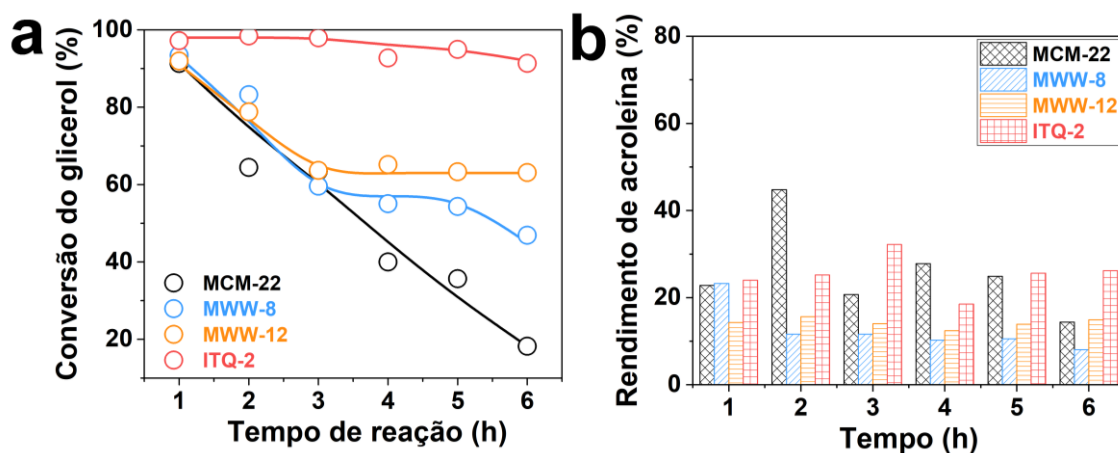 a
Conversão do glicerol (%)
100
80
60
40
20
MCM-22
MWW-8
MWW-12
ITQ-2
1 2 3 4 5 6
Tempo de reação (h)
b
Rendimento de acroleína (%)
80
60
40
20
0
MCM-22
MWW-8
MWW-12
ITQ-2
1 2 3 4 5 6
Tempo (h)